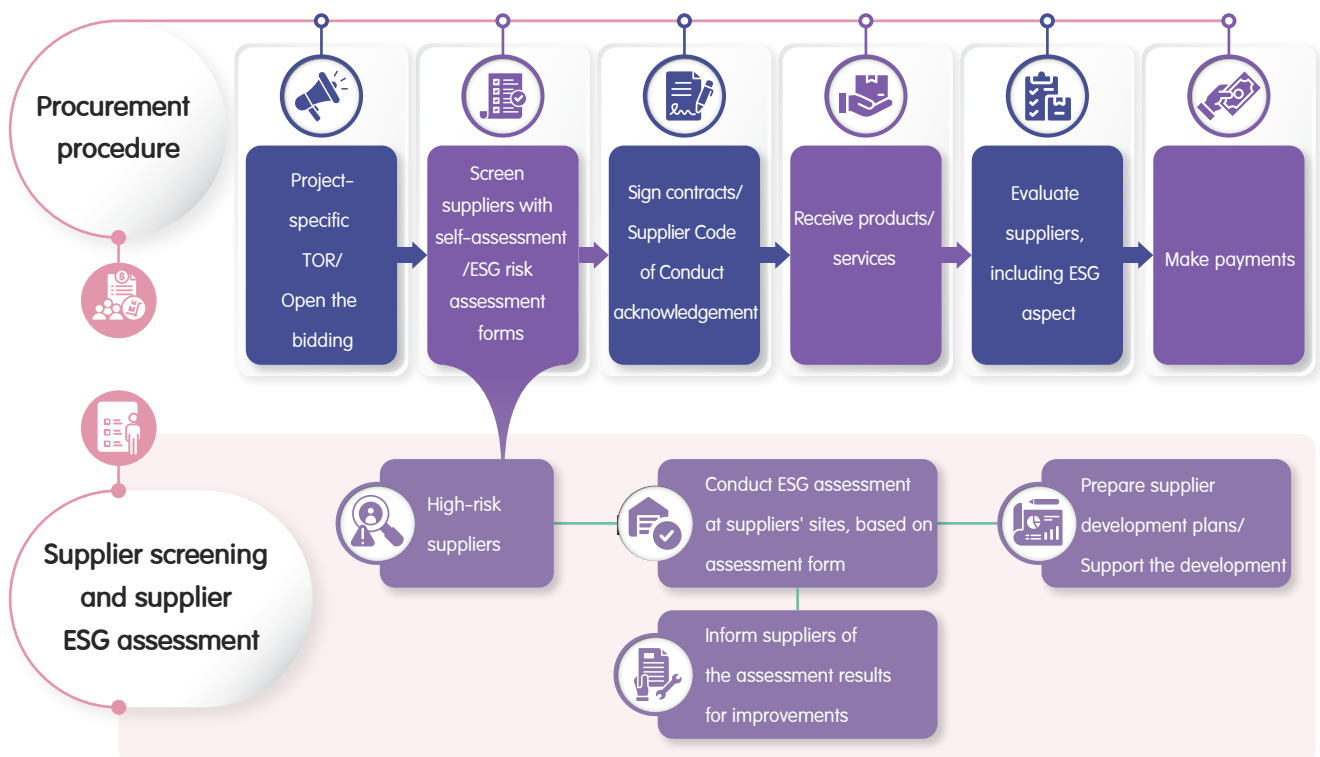 Procurement
procedure
Project-
specific
TOR/
Open the
bidding
Screen
suppliers with
self-assessment
/ESG risk
assessment
forms
Sign contracts/
Supplier Code
of Conduct
acknowledgement
Receive products/
services
Evaluate
suppliers,
including ESG
aspect
Make payments
Supplier screening
and supplier
ESG assessment
High-risk
suppliers
Conduct ESG assessment
at suppliers' sites, based on
assessment form
Prepare supplier
development plans/
Support the development
Inform suppliers of
the assessment results
for improvements